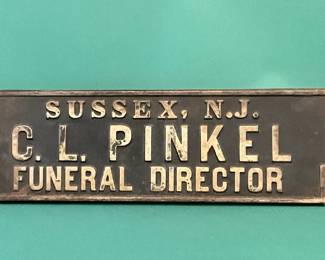 SUSSEX, N.J.
C. L. PINKEL
FUNERAL DIRECTOR